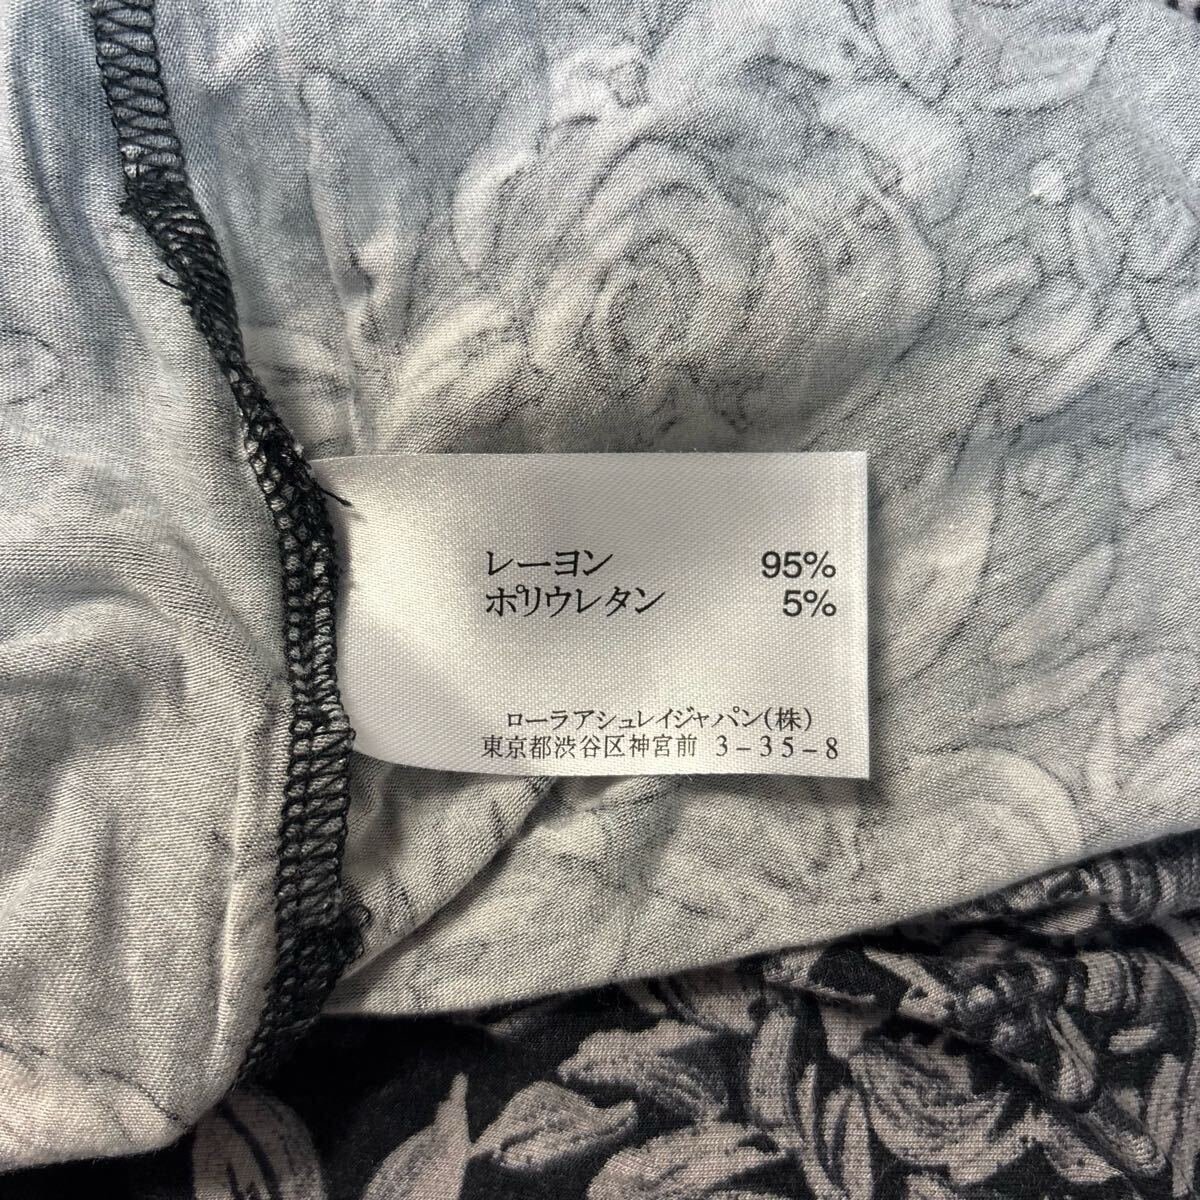 レーヨン 95%
ポリウレタン 5%
ローラアシュレイジャパン(株)
東京都渋谷区神宮前 3-35-8